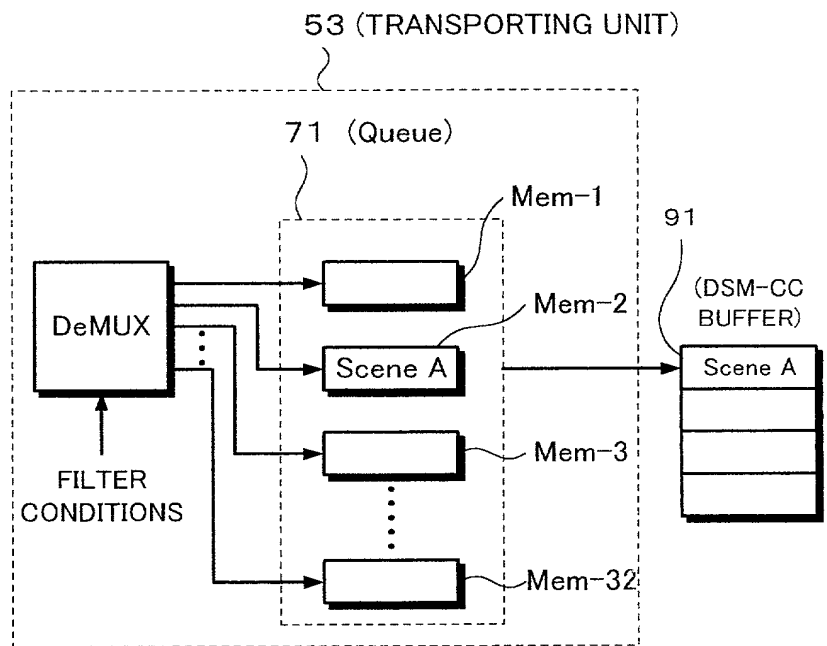 53 (TRANSPORTING UNIT)
71 (Queue)
Mem-1
91
(DSM-CC
BUFFER)
DeMUX
Mem-2
Scene A
Scene A
Mem-3
FILTER
CONDITIONS
Mem-32